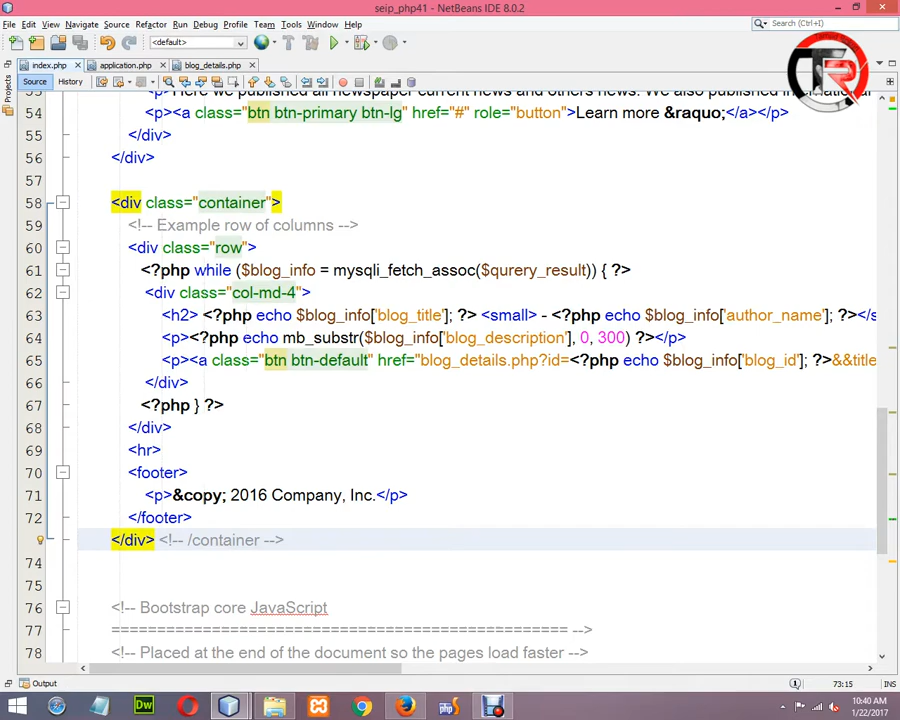 seip_php41 - NetBeans IDE 8.0.2
File Edit View Navigate Source Refactor Run Debug Profile Team Tools Window Help
Search (Ctrl+I)
<default>
index.php application.php blog_details.php
Source History
Projects
54 <p><a class="btn btn-primary btn-lg" href="#" role="button">Learn more &raquo;</a></p>
55 </div>
56 </div>
57
58 <div class="container">
59 <!-- Example row of columns -->
60 <div class="row">
61 <?php while ($blog_info = mysqli_fetch_assoc($qurery_result)) { ?>
62 <div class="col-md-4">
63 <h2> <?php echo $blog_info['blog_title']; ?> <small> - <?php echo $blog_info['author_name']; ?></s
64 <p><?php echo mb_substr($blog_info['blog_description'], 0, 300) ?></p>
65 <p><a class="btn btn-default" href="blog_details.php?id=<?php echo $blog_info['blog_id']; ?>&&title
66 </div>
67 <?php } ?>
68 </div>
69 <hr>
70 <footer>
71 <p>&copy; 2016 Company, Inc.</p>
72 </footer>
</div> <!-- /container -->
74
75
76 <!-- Bootstrap core JavaScript
77 ================================================== -->
78 <!-- Placed at the end of the document so the pages load faster -->
Output
73:15 INS
Dw
10:40 AM
1/22/2017